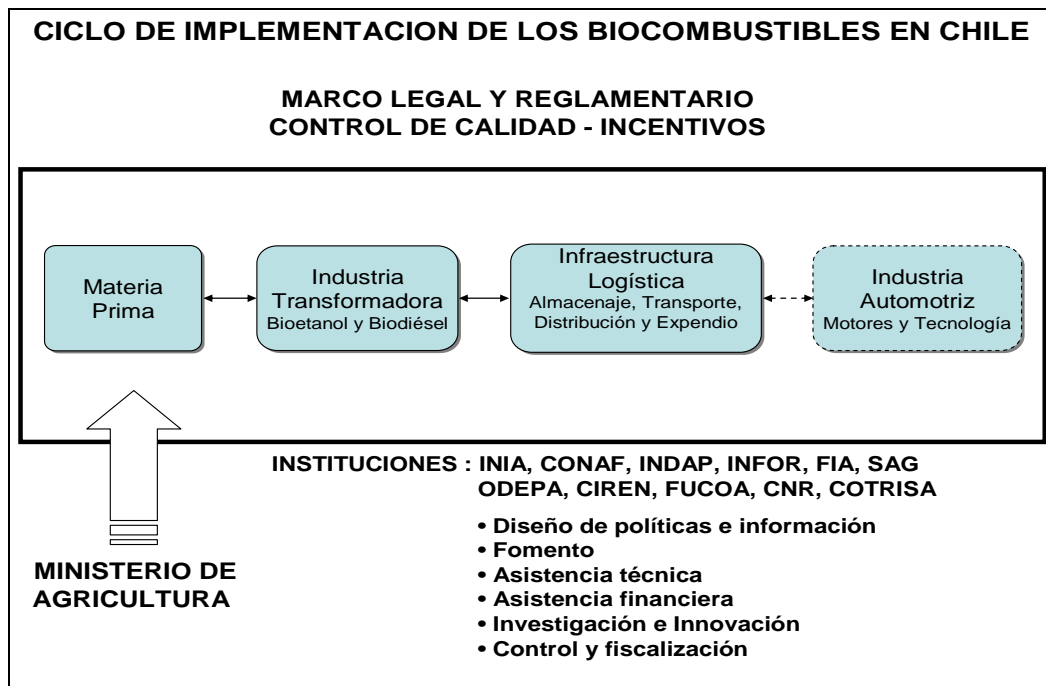 CICLO DE IMPLEMENTACION DE LOS BIOCOMBUSTIBLES EN CHILE
MARCO LEGAL Y REGLAMENTARIO
CONTROL DE CALIDAD - INCENTIVOS
Materia
Prima
Industria
Transformadora
Bioetanol y Biodiésel
Infraestructura
Logística
Almacenaje, Transporte,
Distribución y Expendio
Industria
Automotriz
Motores y Tecnología
INSTITUCIONES : INIA, CONAF, INDAP, INFOR, FIA, SAG
ODEPA, CIREN, FUCOA, CNR, COTRISA
• Diseño de políticas e información
• Fomento
• Asistencia técnica
• Asistencia financiera
• Investigación e Innovación
• Control y fiscalización
MINISTERIO DE
AGRICULTURA